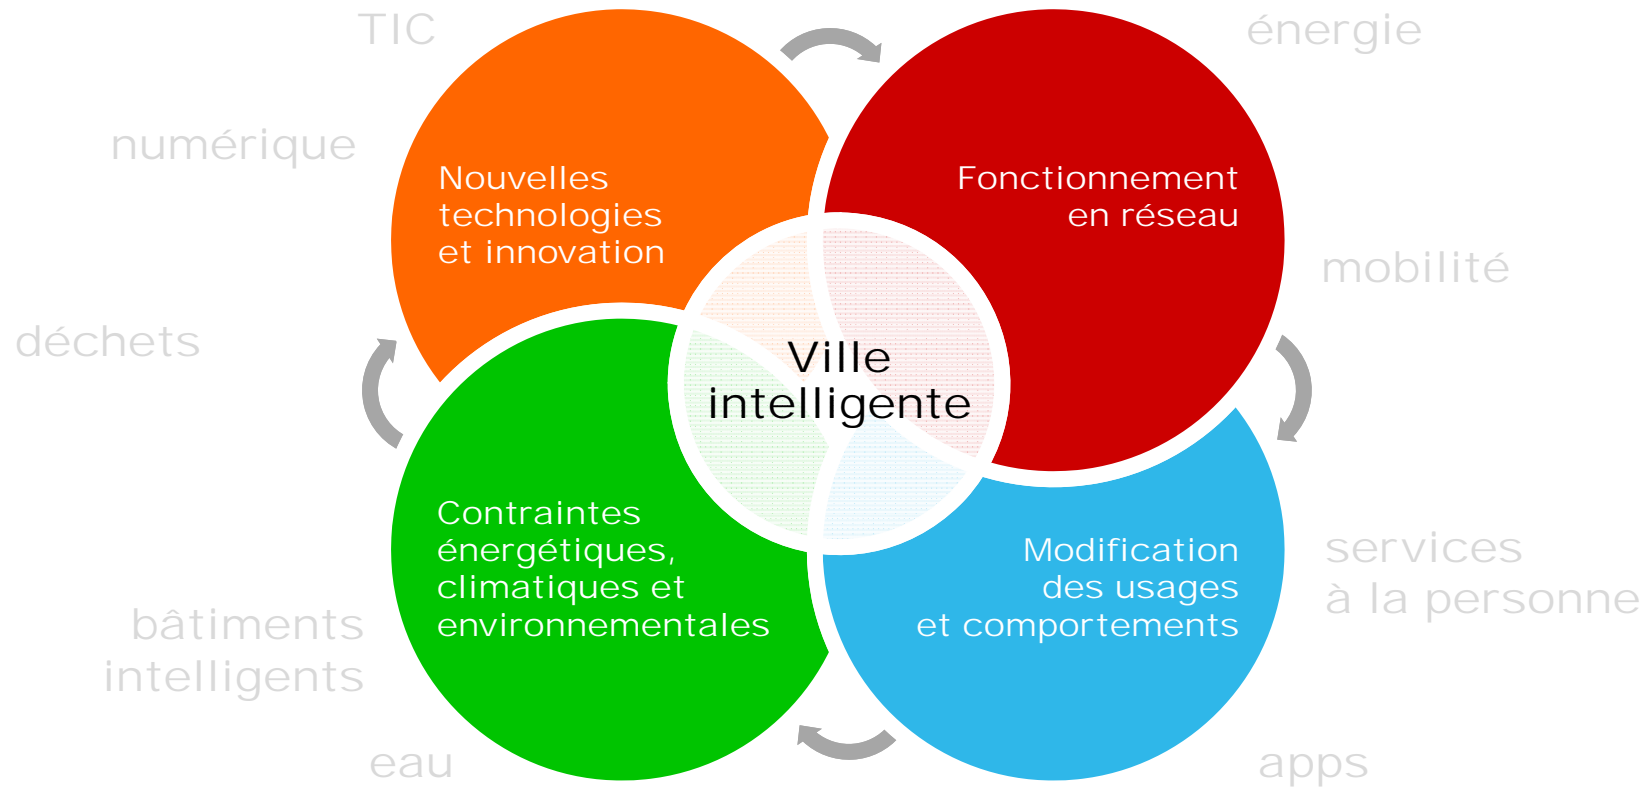 TIC
énergie
numérique
Nouvelles
technologies
et innovation
Fonctionnement
en réseau
mobilité
déchets
Ville
intelligente
Contraintes
énergétiques,
climatiques et
environnementales
Modification
des usages
et comportements
services
à la personne
bâtiments
intelligents
eau
apps